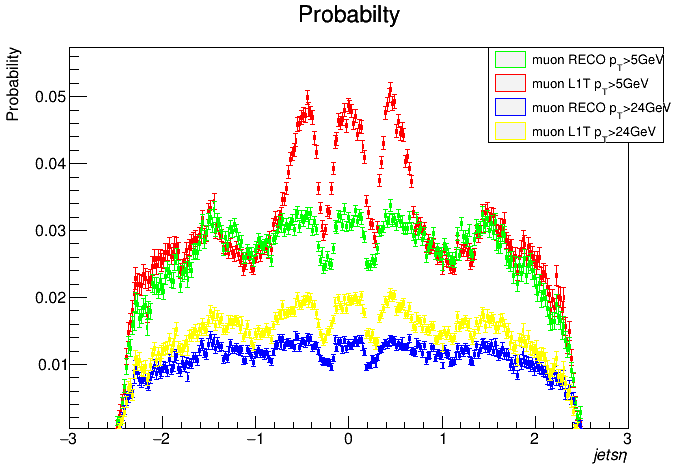 Probabilty
Probability
muon RECO p_T>5GeV
muon L1T p_T>5GeV
muon RECO p_T>24GeV
muon L1T p_T>24GeV
0.05
0.04
0.03
0.02
0.01
−3 −2 −1 0 1 2 3
jetsη